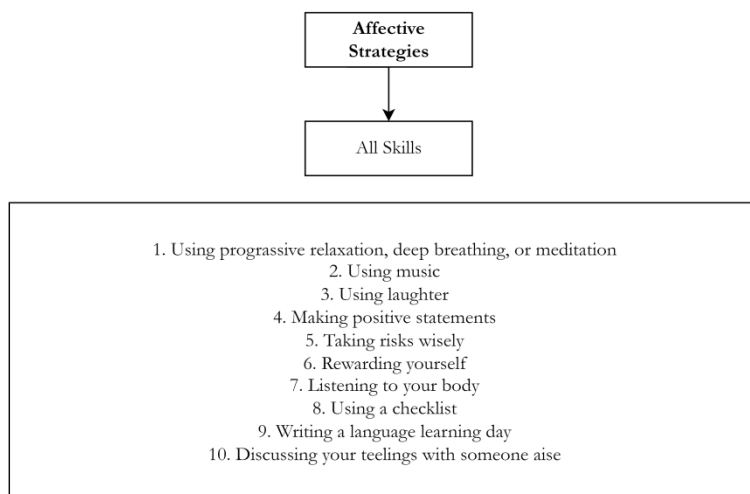 Affective
Strategies
All Skills
1. Using prograssive relaxation, deep breathing, or meditation
2. Using music
3. Using laughter
4. Making positive statements
5. Taking risks wisely
6. Rewarding yourself
7. Listening to your body
8. Using a checklist
9. Writing a language learning day
10. Discussing your teelings with someone aise